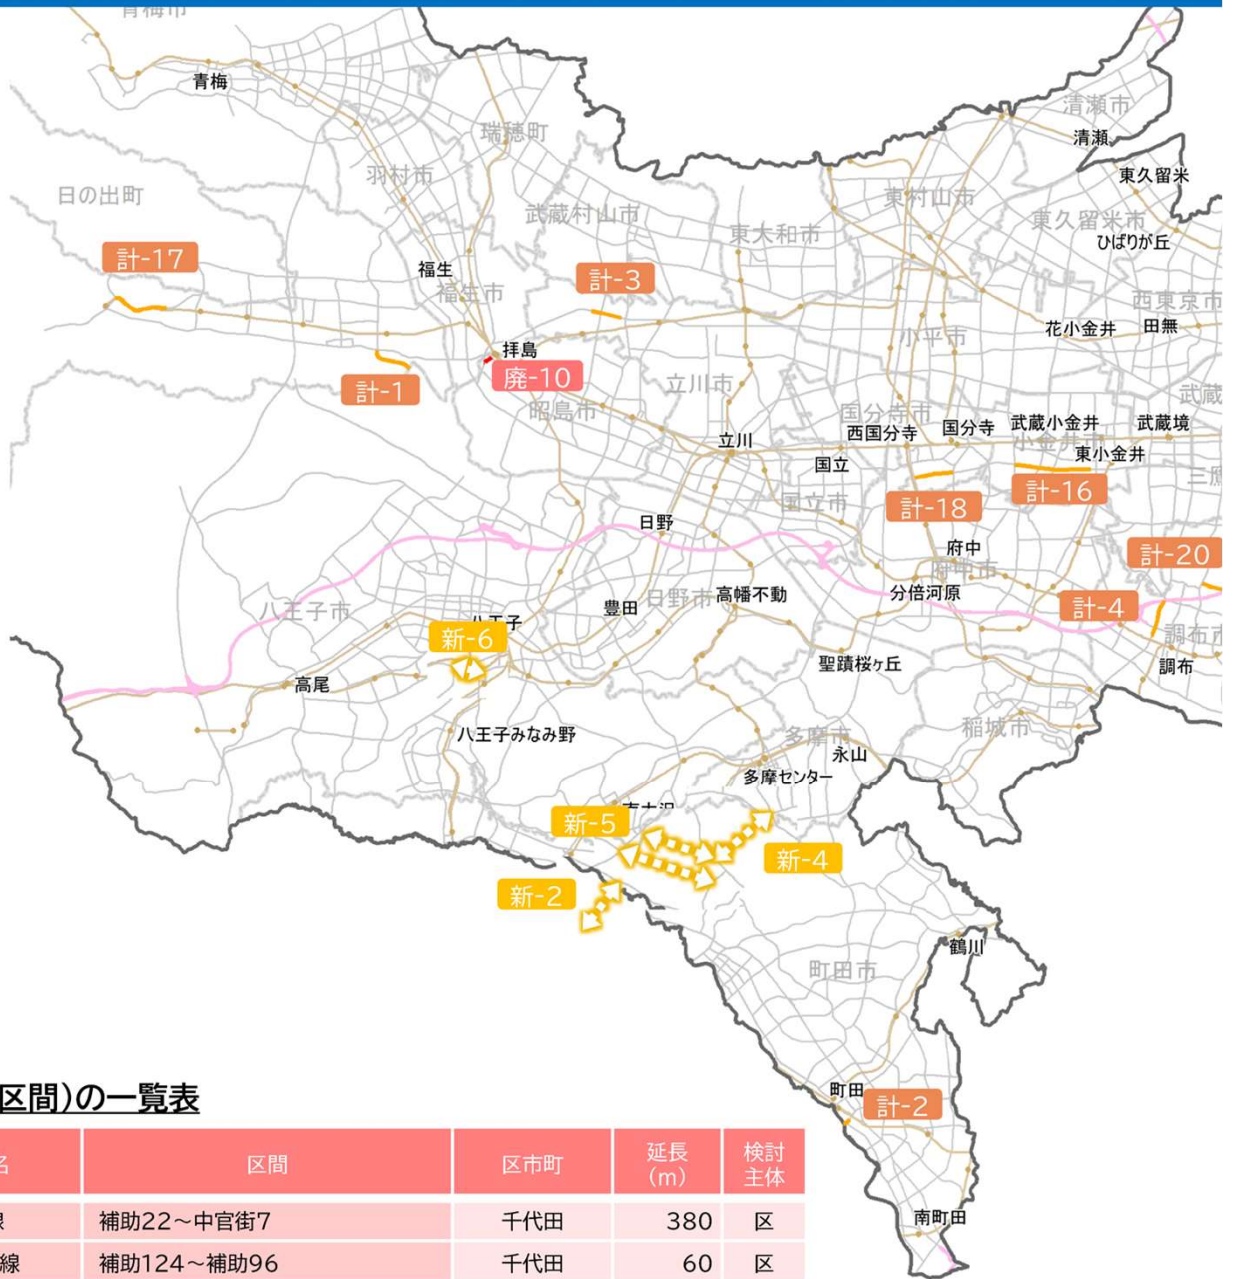 青梅市
青梅
清瀬市
瑞穂町
清瀬
羽村市
東久留米
日の出町
東村山市
武蔵村山市
東久留米市
東大和市
ひばりが丘
計-17
福生
計-3
福生市
西東京市
花小金井
田無
小平市
拝島
廃-10
立川市
計-1
武蔵
昭島市
国分寺市
武蔵小金井
武蔵境
国分寺
西国分寺
立川
小金井市
東小金井
国立
三鷹
計-16
国立市
計-18
日野
府中
計-20
府中市
分倍河原
高幡不動
日野市
豊田
計-4
八王子市
八王子
新-6
調布市
聖蹟桜ヶ丘
調布
高尾
稲城市
八王子みなみ野
多摩市
永山
多摩センター
新-5
新-4
新-2
鶴川
町田市
町田
計-2
区間)の一覧表
名
区間
区市町
延長
(m)
検討
主体
線
補助22～中官街7
千代田
380
区
線
補助124～補助96
千代田
60
区
南町田